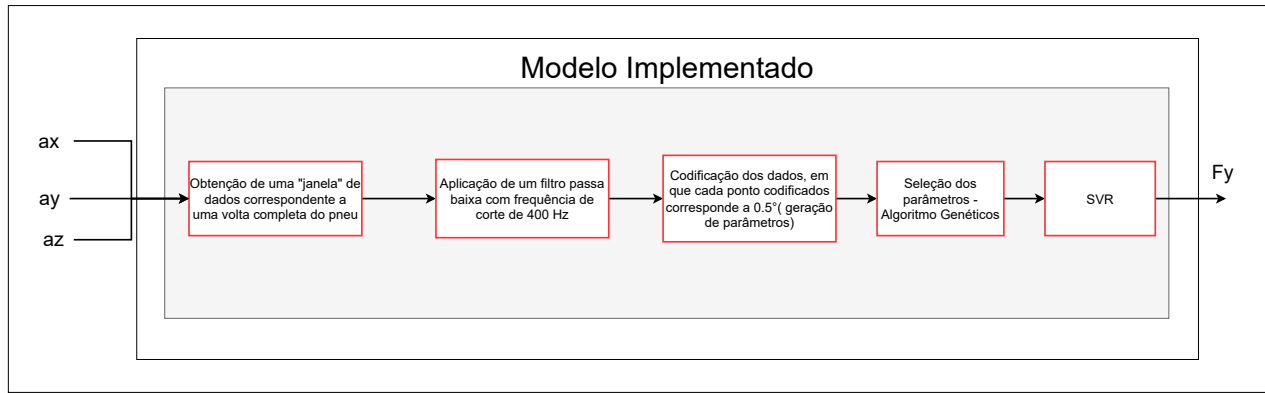 Modelo Implementado
ax
ay
az
Obtenção de uma "janela" de
dados correspondente a
uma volta completa do pneu
Aplicação de um filtro passa
baixa com frequência de
corte de 400 Hz
Codificação dos dados, em
que cada ponto codificados
corresponde a 0.5°( geração
de parâmetros)
Seleção dos
parâmetros -
Algoritmo Genéticos
SVR
Fy